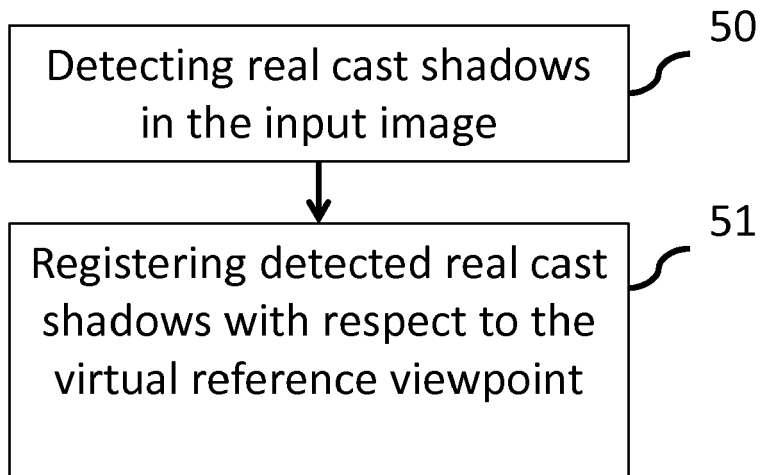 50
Detecting real cast shadows
in the input image
51
Registering detected real cast
shadows with respect to the
virtual reference viewpoint